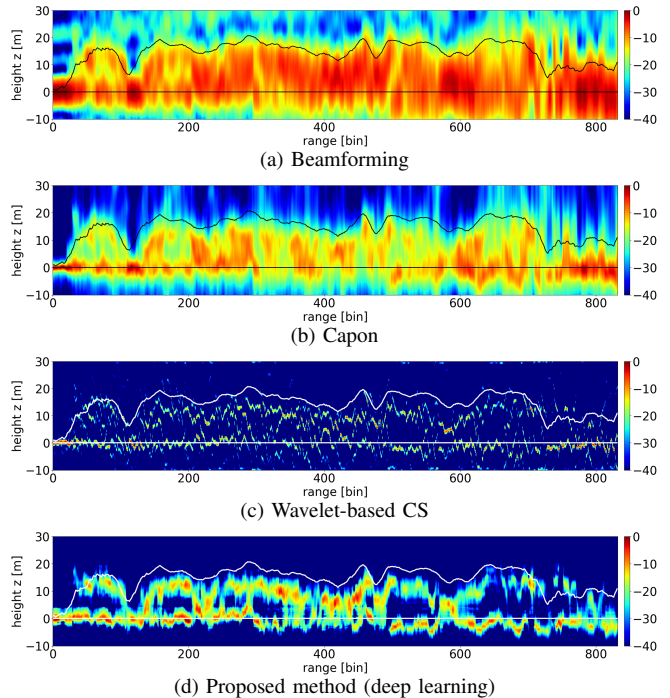 30
20
10
0
−10
height z [m]
0 200 400 600 800
range [bin]
0
−10
−20
−30
−40
(a) Beamforming
30
20
10
0
−10
height z [m]
0 200 400 600 800
range [bin]
0
−10
−20
−30
−40
(b) Capon
30
20
10
0
−10
height z [m]
0 200 400 600 800
range [bin]
0
−10
−20
−30
−40
(c) Wavelet-based CS
30
20
10
0
−10
height z [m]
0 200 400 600 800
range [bin]
0
−10
−20
−30
−40
(d) Proposed method (deep learning)